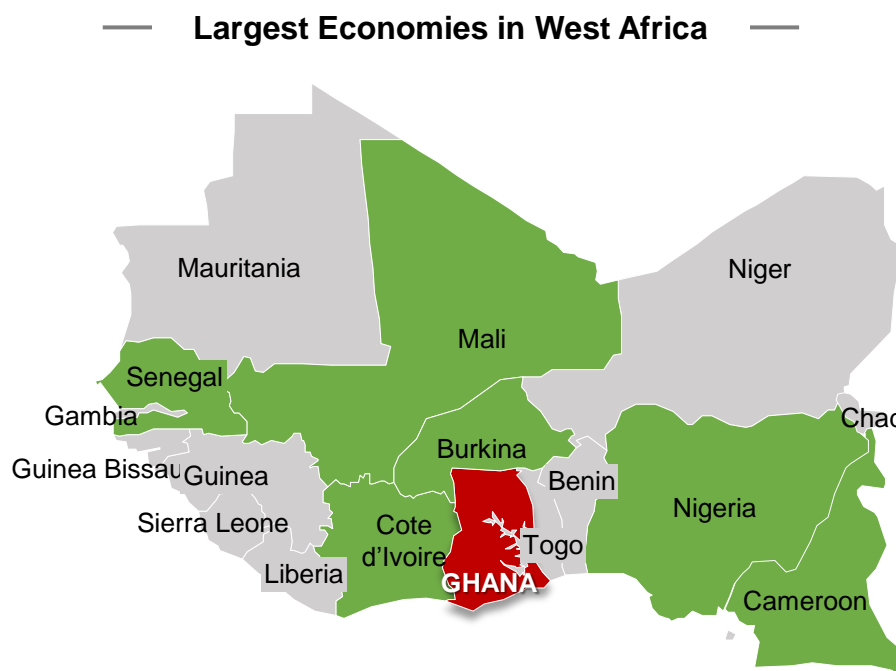 Largest Economies in West Africa
Mauritania
Niger
Mali
Senegal
Gambia
Chad
Burkina
Guinea Bissau
Guinea
Benin
Nigeria
Sierra Leone
Cote
d'Ivoire
Togo
Liberia
GHANA
Cameroon